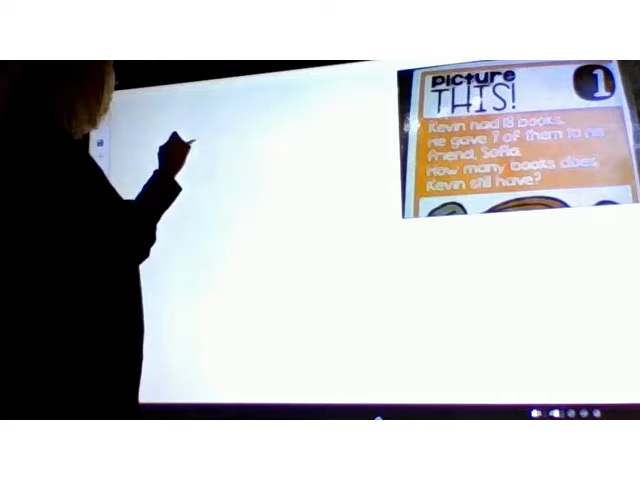 picture
THIS!
1
Kevin had 18 books.
He gave 7 of them to his
friend, Sofia.
How many books does
Kevin still have?